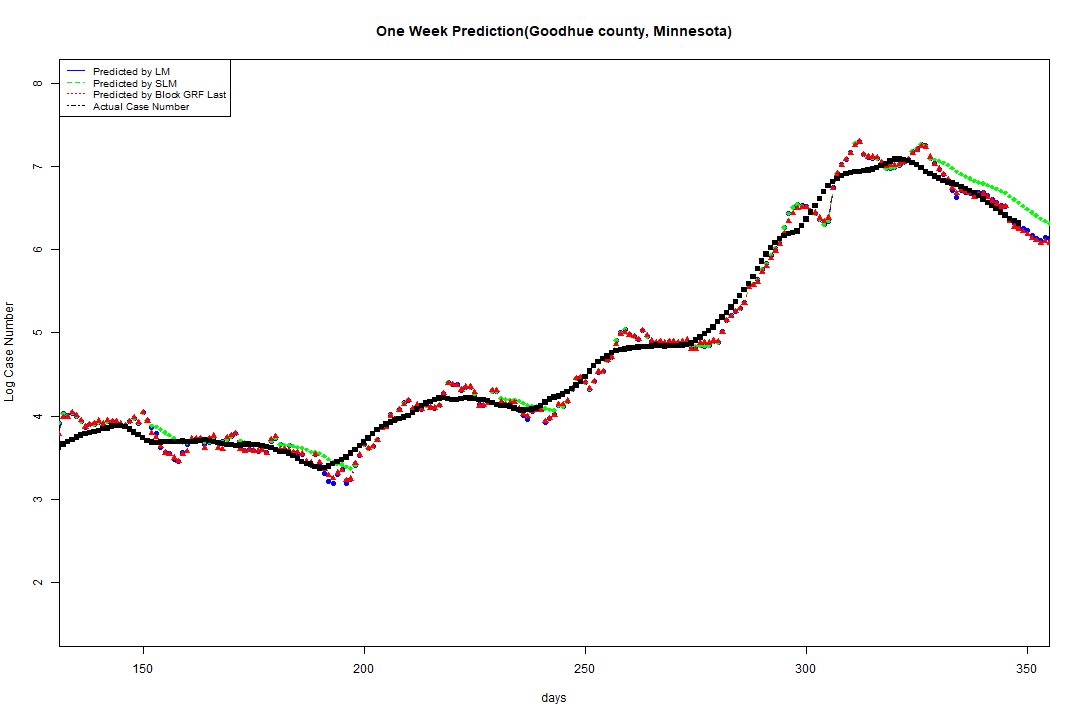 One Week Prediction(Goodhue county, Minnesota)
Predicted by LM
Predicted by SLM
Predicted by Block GRF Last
Actual Case Number
8
7
6
5
4
3
2
Log Case Number
150 200 250 300 350
days